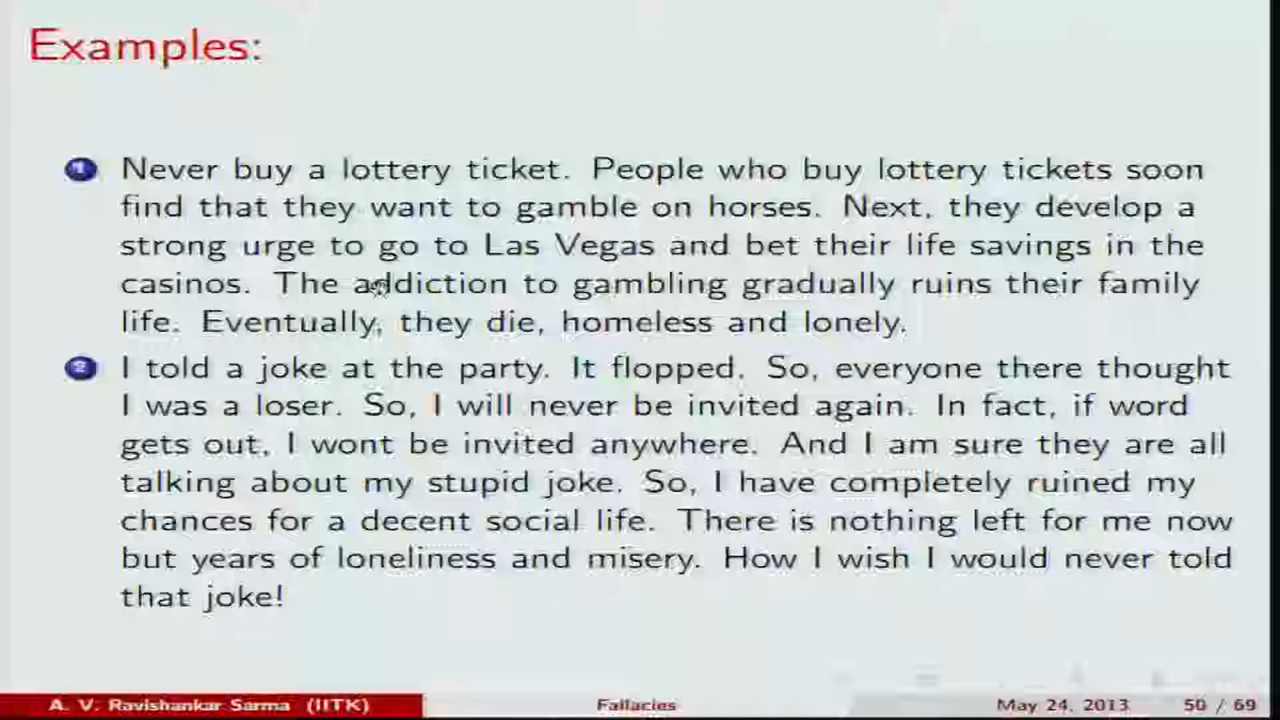 Examples:
1 Never buy a lottery ticket. People who buy lottery tickets soon
find that they want to gamble on horses. Next, they develop a
strong urge to go to Las Vegas and bet their life savings in the
casinos. The addiction to gambling gradually ruins their family
life. Eventually, they die, homeless and lonely.
2 I told a joke at the party. It flopped. So, everyone there thought
I was a loser. So, I will never be invited again. In fact, if word
gets out, I wont be invited anywhere. And I am sure they are all
talking about my stupid joke. So, I have completely ruined my
chances for a decent social life. There is nothing left for me now
but years of loneliness and misery. How I wish I would never told
that joke!
A. V. Ravishankar Sarma (IITK) Fallacies May 24, 2013 50 / 69